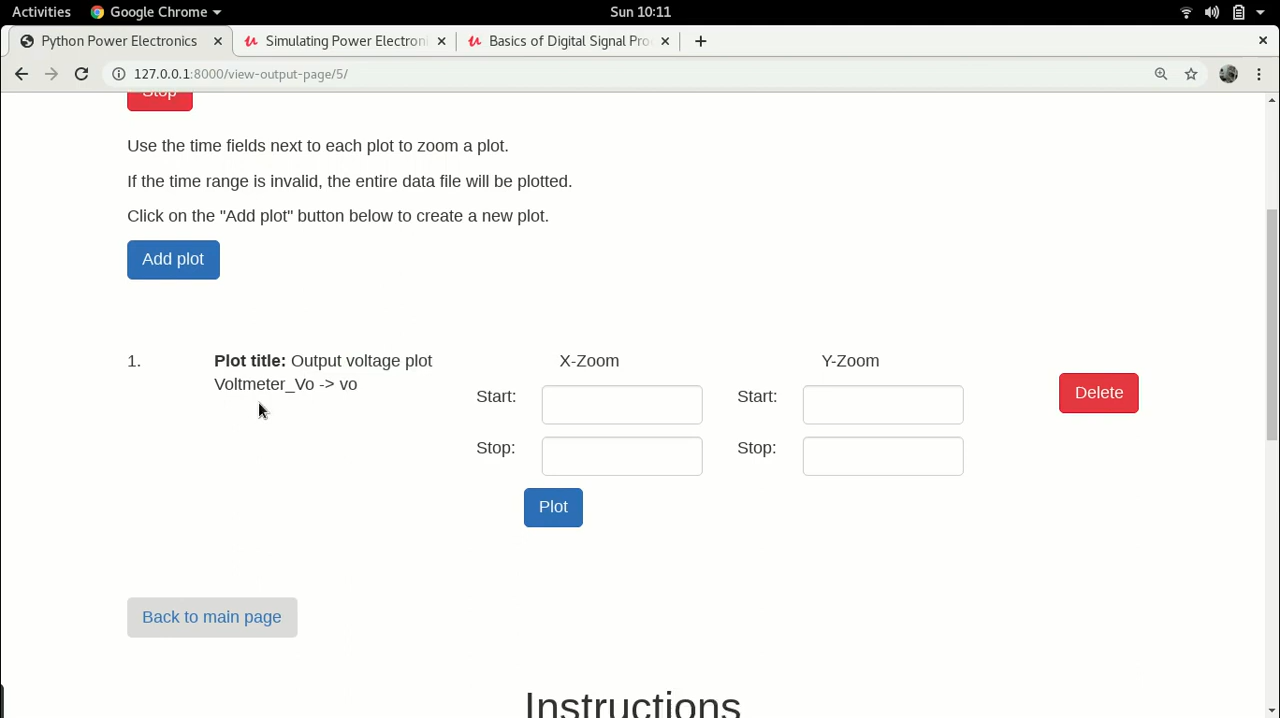 Activities Google Chrome Sun 10:11
Python Power Electronics Simulating Power Electroni Basics of Digital Signal Pro
127.0.0.1:8000/view-output-page/5/
Stop
Use the time fields next to each plot to zoom a plot.
If the time range is invalid, the entire data file will be plotted.
Click on the "Add plot" button below to create a new plot.
Add plot
1. Plot title: Output voltage plot X-Zoom Y-Zoom
Voltmeter_Vo -> vo
Start: Start: Delete
Stop: Stop:
Plot
Back to main page
Instructions